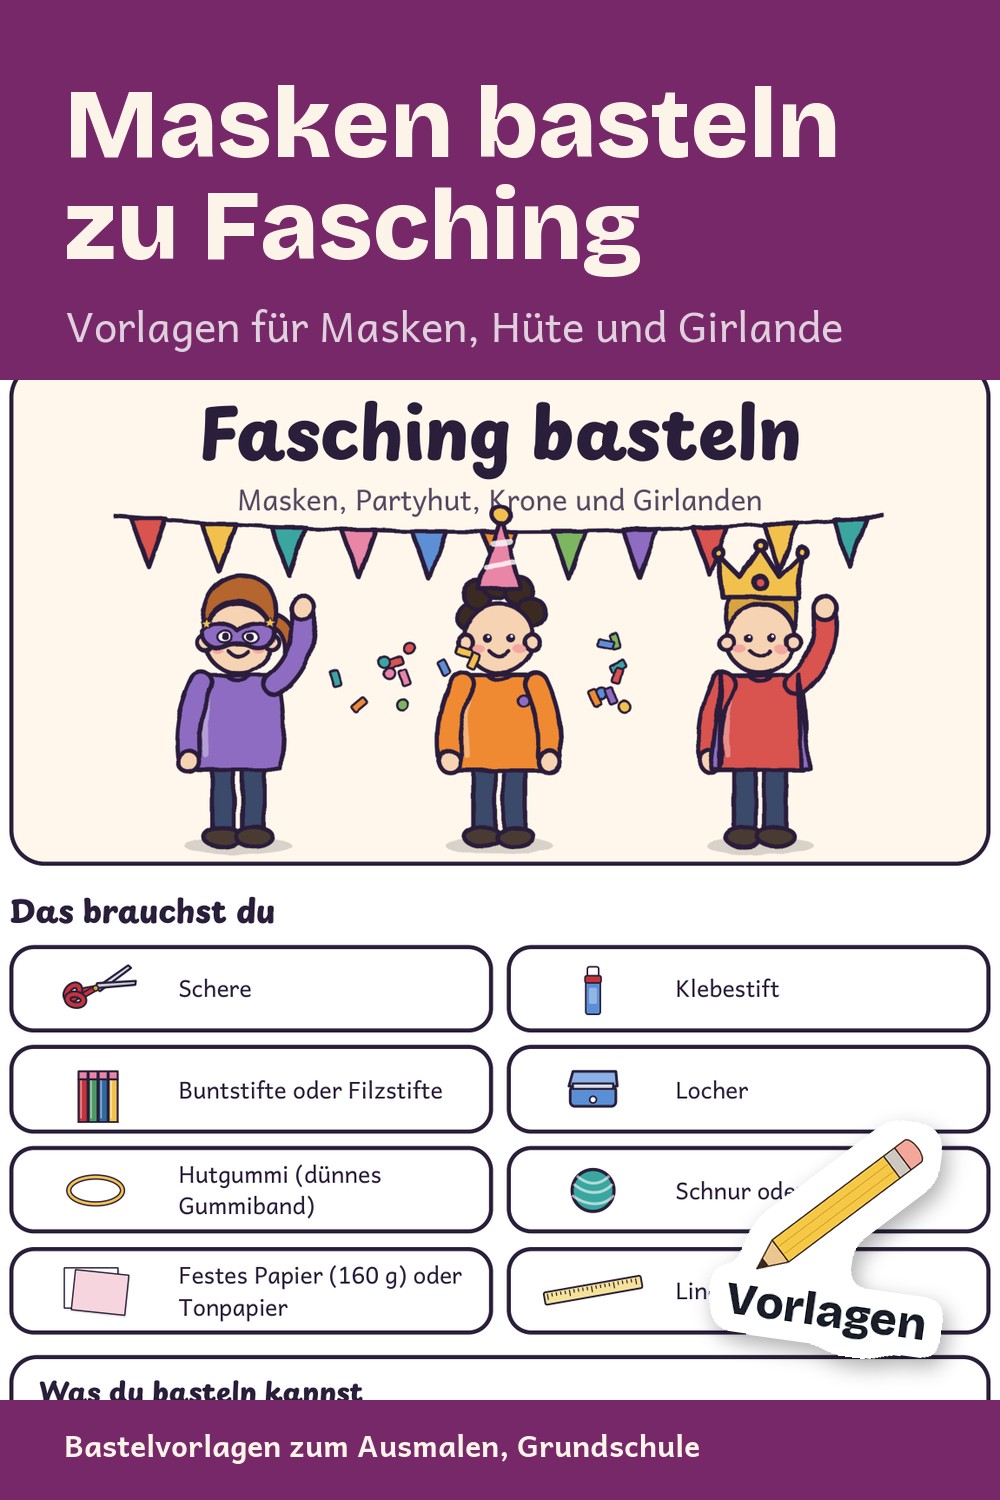 Masken basteln
zu Fasching
Vorlagen für Masken, Hüte und Girlande
Fasching basteln
Masken, Partyhut, Krone und Girlanden
Das brauchst du
Schere
Klebestift
Buntstifte oder Filzstifte
Locher
Hutgummi (dünnes
Gummiband)
Schnur
Festes Papier (160 g) oder
Tonpapier
Vorlagen
Was du basteln kannst
Bastelvorlagen zum Ausmalen, Grundschule